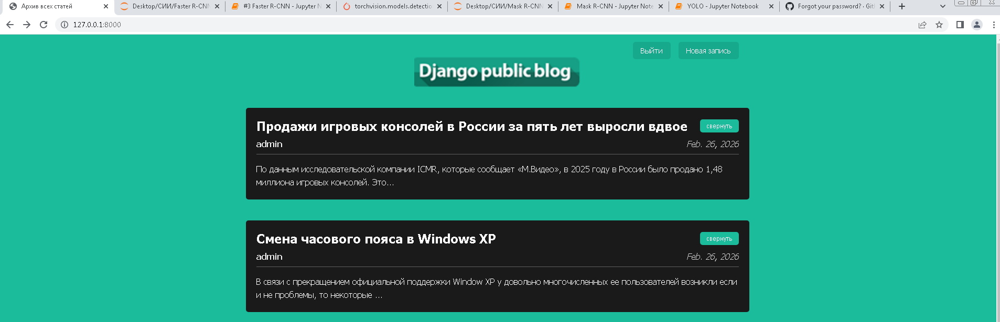 Архив всех статей
Desktop/СИИ/Faster R-CNN
#3 Faster R-CNN - Jupyter N
torchvision.models.detectio
Desktop/СИИ/Mask R-CNN
Mask R-CNN - Jupyter Note
YOLO - Jupyter Notebook
Forgot your password? · Git
127.0.0.1:8000
Выйти
Новая запись
Django public blog
Продажи игровых консолей в России за пять лет выросли вдвое
свернуть
admin
Feb. 26, 2026
По данным исследовательской компании ICMR, которые сообщает «М.Видео», в 2025 году в России было продано 1,48
миллиона игровых консолей. Это...
Смена часового пояса в Windows XP
свернуть
admin
Feb. 26, 2026
В связи с прекращением официальной поддержки Window XP у довольно многочисленных ее пользователей возникли если
и не проблемы, то некоторые ...